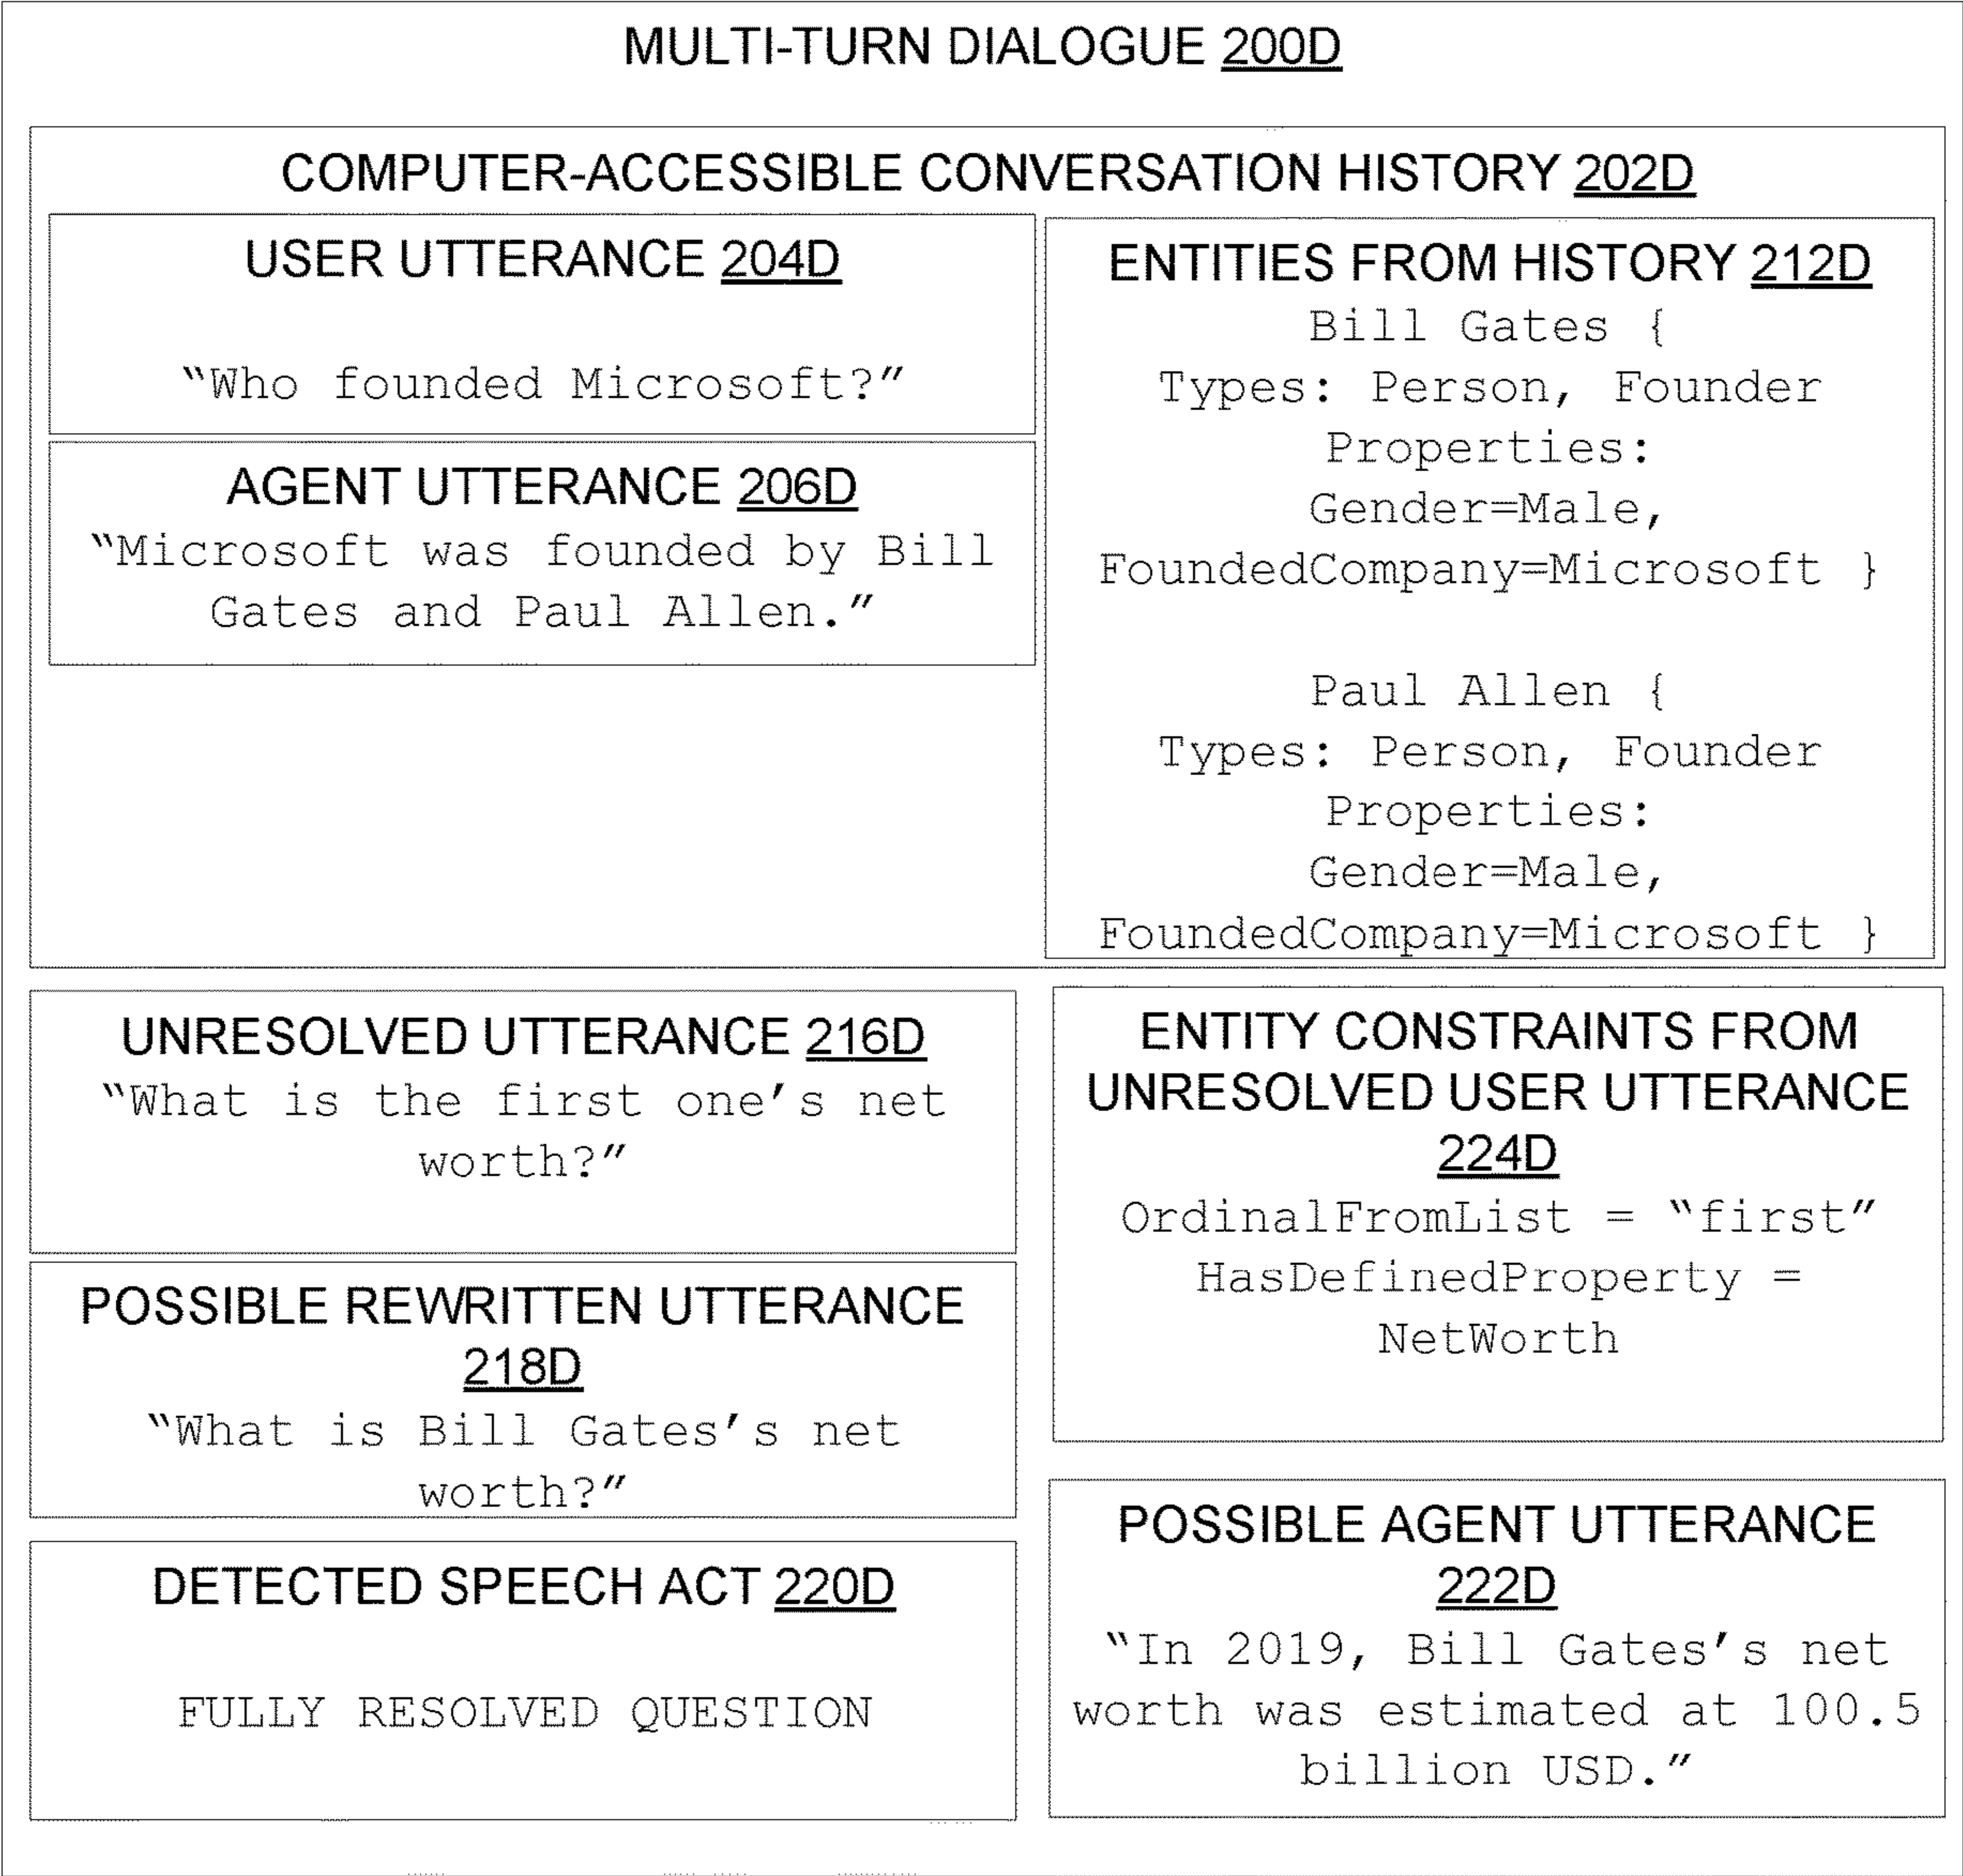 MULTI-TURN DIALOGUE 200D
COMPUTER-ACCESSIBLE CONVERSATION HISTORY 202D
USER UTTERANCE 204D
“Who founded Microsoft?”
AGENT UTTERANCE 206D
“Microsoft was founded by Bill
Gates and Paul Allen.”
ENTITIES FROM HISTORY 212D
Bill Gates {
Types: Person, Founder
Properties:
Gender=Male,
FoundedCompany=Microsoft }
Paul Allen {
Types: Person, Founder
Properties:
Gender=Male,
FoundedCompany=Microsoft }
UNRESOLVED UTTERANCE 216D
“What is the first one’s net
worth?”
POSSIBLE REWRITTEN UTTERANCE
218D
“What is Bill Gates’s net
worth?”
DETECTED SPEECH ACT 220D
FULLY RESOLVED QUESTION
ENTITY CONSTRAINTS FROM
UNRESOLVED USER UTTERANCE
224D
OrdinalFromList = “first”
HasDefinedProperty =
NetWorth
POSSIBLE AGENT UTTERANCE
222D
“In 2019, Bill Gates’s net
worth was estimated at 100.5
billion USD.”